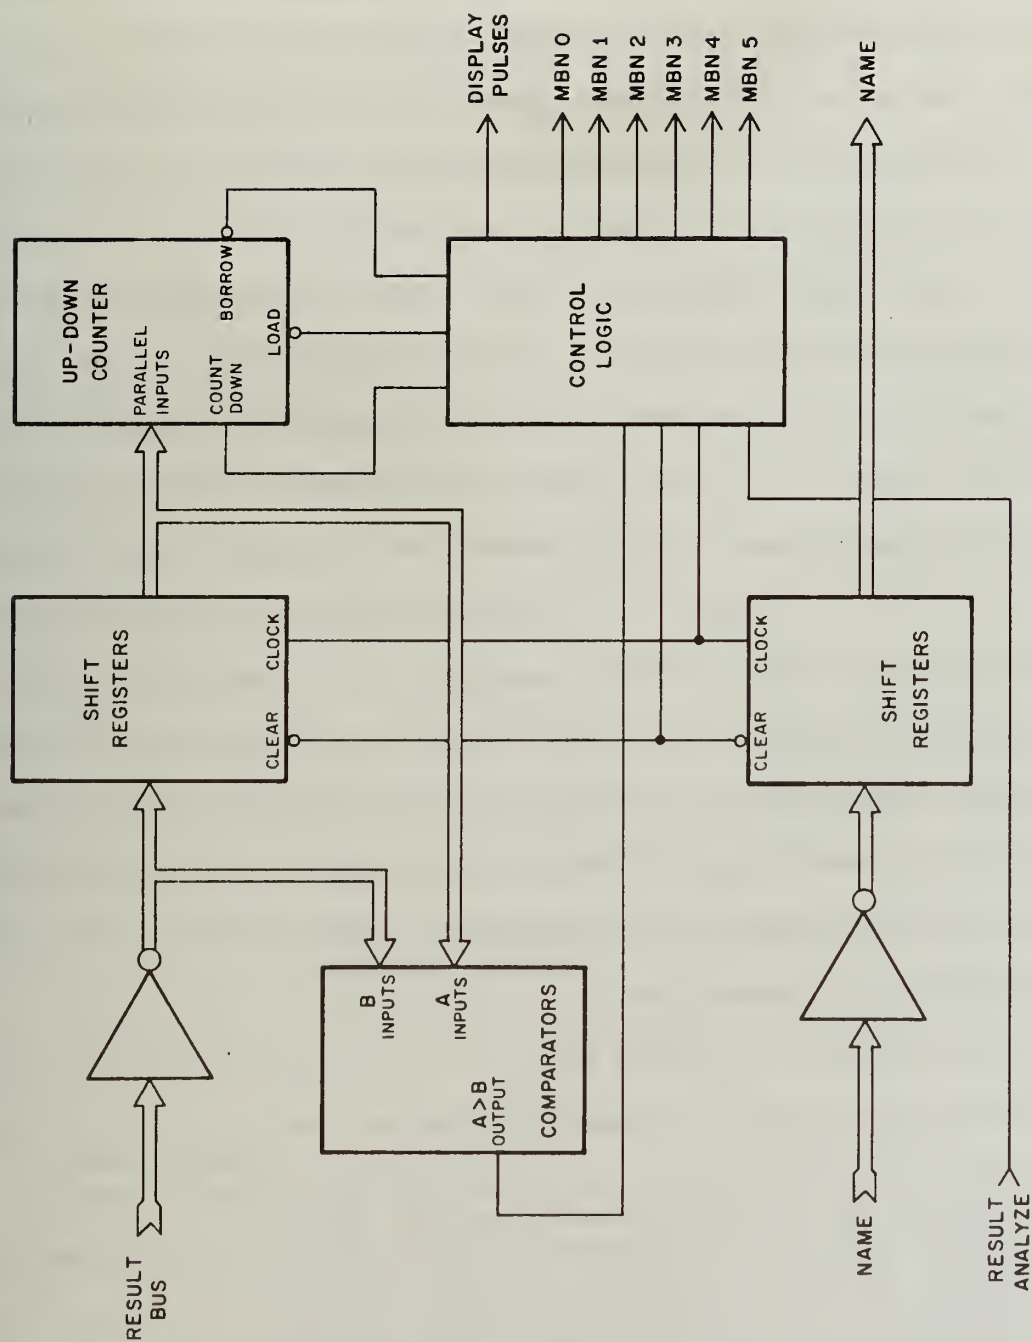 RESULT
BUS
SHIFT
REGISTERS
CLEAR
CLOCK
UP-DOWN
COUNTER
PARALLEL
INPUTS
COUNT
DOWN
BORROW
LOAD
B
INPUTS
A
INPUTS
A>B
OUTPUT
COMPARATORS
CONTROL
LOGIC
DISPLAY
PULSES
MBN 0
MBN 1
MBN 2
MBN 3
MBN 4
MBN 5
NAME
CLEAR
CLOCK
SHIFT
REGISTERS
NAME
RESULT
ANALYZE